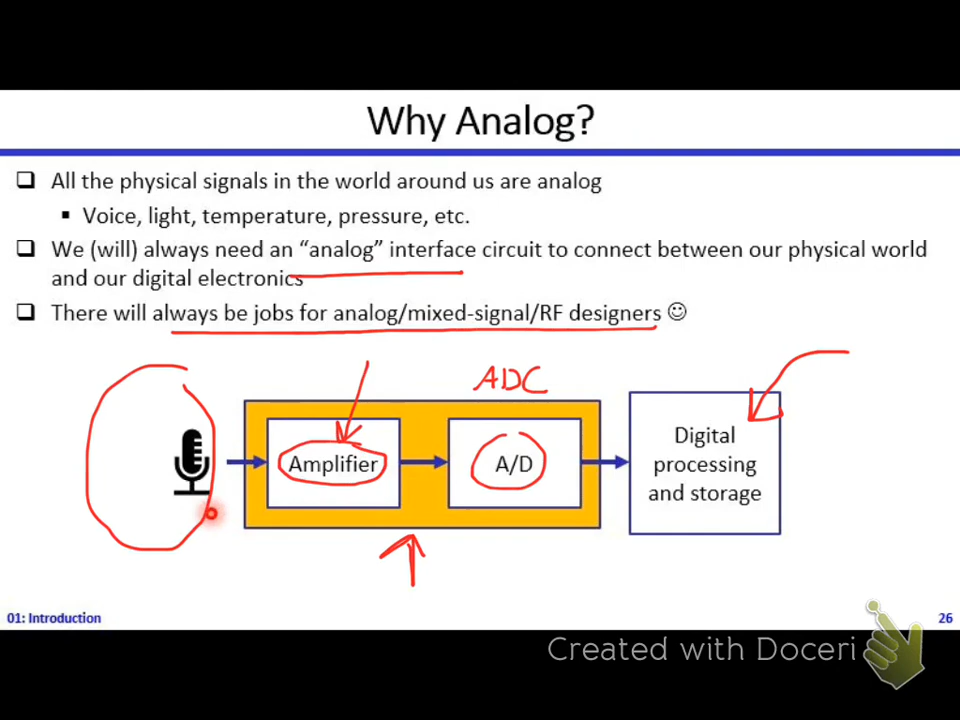 Why Analog?
All the physical signals in the world around us are analog
Voice, light, temperature, pressure, etc.
We (will) always need an “analog” interface circuit to connect between our physical world
and our digital electronics
There will always be jobs for analog/mixed-signal/RF designers ☺
ADC
Amplifier
A/D
Digital
processing
and storage
01: Introduction
26
Created with Doceri